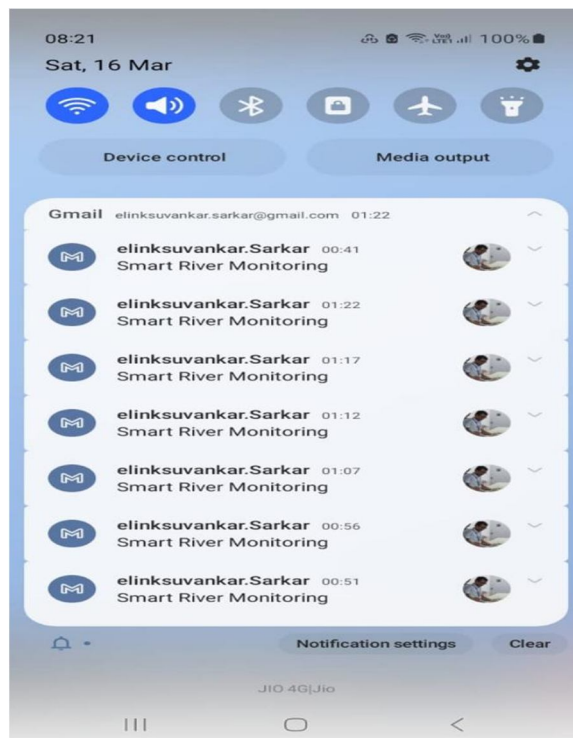 08:21 Vo)) LTE1 100%
Sat, 16 Mar
Device control Media output
Gmail elinksuvankar.sarkar@gmail.com 01:22
elinksuvankar.Sarkar 00:41
Smart River Monitoring
elinksuvankar.Sarkar 01:22
Smart River Monitoring
elinksuvankar.Sarkar 01:17
Smart River Monitoring
elinksuvankar.Sarkar 01:12
Smart River Monitoring
elinksuvankar.Sarkar 01:07
Smart River Monitoring
elinksuvankar.Sarkar 00:56
Smart River Monitoring
elinksuvankar.Sarkar 00:51
Smart River Monitoring
Notification settings Clear
JIO 4G|Jio